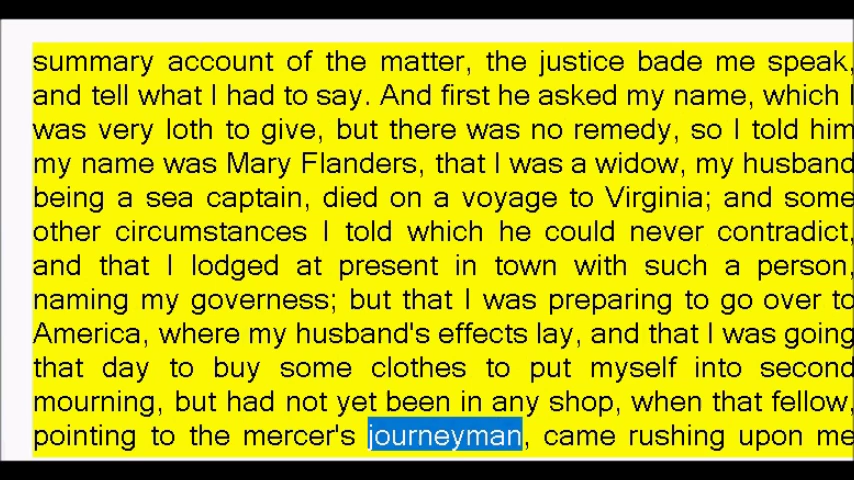 summary account of the matter, the justice bade me speak,
and tell what I had to say. And first he asked my name, which I
was very loth to give, but there was no remedy, so I told him
my name was Mary Flanders, that I was a widow, my husband
being a sea captain, died on a voyage to Virginia; and some
other circumstances I told which he could never contradict,
and that I lodged at present in town with such a person,
naming my governess; but that I was preparing to go over to
America, where my husband's effects lay, and that I was going
that day to buy some clothes to put myself into second
mourning, but had not yet been in any shop, when that fellow,
pointing to the mercer's journeyman, came rushing upon me